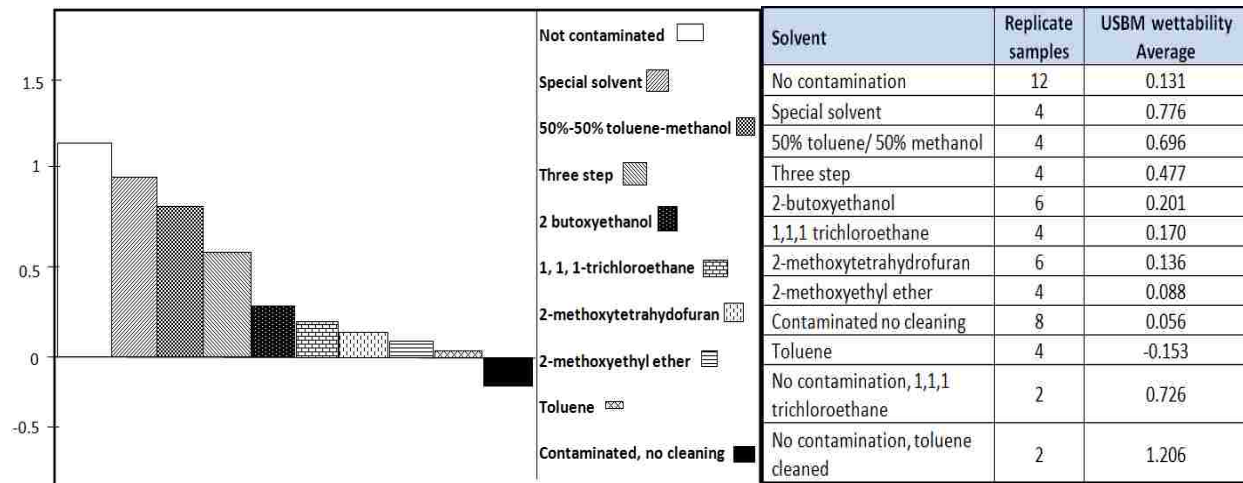 1.5
1
0.5
0
-0.5
Not contaminated
Special solvent
50%-50% toluene-methanol
Three step
2 butoxyethanol
1, 1, 1-trichloroethane
2-methoxytetrahydofuran
2-methoxyethyl ether
Toluene
Contaminated, no cleaning
Solvent Replicate samples USBM wettability Average
No contamination 12 0.131
Special solvent 4 0.776
50% toluene/ 50% methanol 4 0.696
Three step 4 0.477
2-butoxyethanol 6 0.201
1,1,1 trichloroethane 4 0.170
2-methoxytetrahydrofuran 6 0.136
2-methoxyethyl ether 4 0.088
Contaminated no cleaning 8 0.056
Toluene 4 -0.153
No contamination, 1,1,1
trichloroethane 2 0.726
No contamination, toluene
cleaned 2 1.206